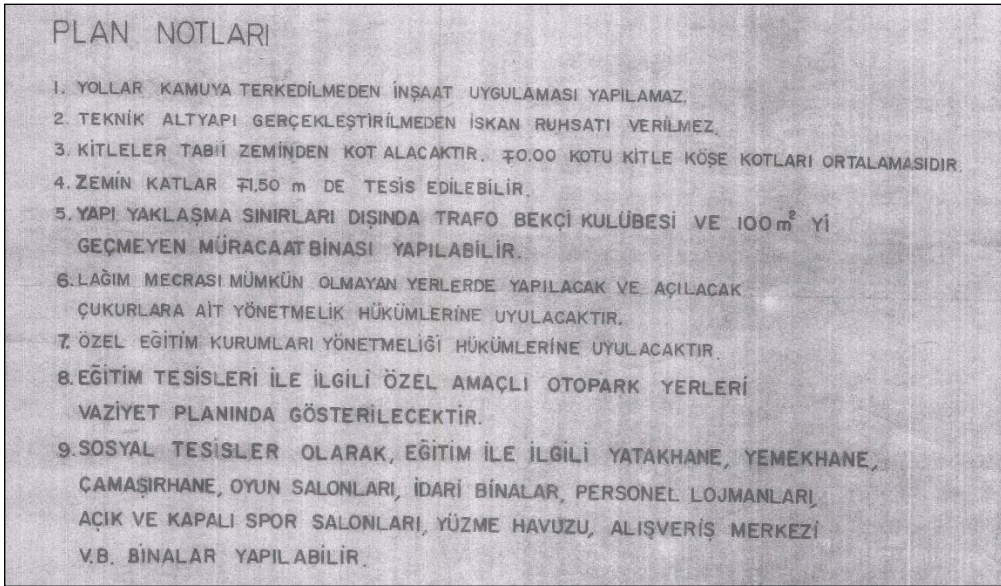 PLAN NOTLARI
1. YOLLAR KAMUYA TERKEDİLMEDEN İNŞAAT UYGULAMASI YAPILAMAZ.
2. TEKNİK ALTYAPI GERÇEKLEŞTİRİLMEDEN İSKAN RUHSATI VERİLMEZ.
3. KİTLELER TABİİ ZEMİNDEN KOT ALACAKTIR. ∓0.00 KOTU KİTLE KÖŞE KOTLARI ORTALAMASIDIR.
4. ZEMİN KATLAR ∓1,50 m DE TESİS EDİLEBİLİR.
5. YAPI YAKLAŞMA SINIRLARI DIŞINDA TRAFO BEKÇİ KULÜBESİ VE 100 m² Yİ
GEÇMEYEN MÜRACAAT BİNASI YAPILABİLİR.
6. LAĞIM MECRASI MÜMKÜN OLMAYAN YERLERDE YAPILACAK VE AÇILACAK
ÇUKURLARA AİT YÖNETMELİK HÜKÜMLERİNE UYULACAKTIR.
7. ÖZEL EĞİTİM KURUMLARI YÖNETMELİĞİ HÜKÜMLERİNE UYULACAKTIR.
8. EĞİTİM TESİSLERİ İLE İLGİLİ ÖZEL AMAÇLI OTOPARK YERLERİ
VAZİYET PLANINDA GÖSTERİLECEKTİR.
9. SOSYAL TESİSLER OLARAK, EĞİTİM İLE İLGİLİ YATAKHANE, YEMEKHANE,
ÇAMAŞIRHANE, OYUN SALONLARI, İDARİ BİNALAR, PERSONEL LOJMANLARI,
AÇIK VE KAPALI SPOR SALONLARI, YÜZME HAVUZU, ALIŞVERİŞ MERKEZİ
V.B. BİNALAR YAPILABİLİR.